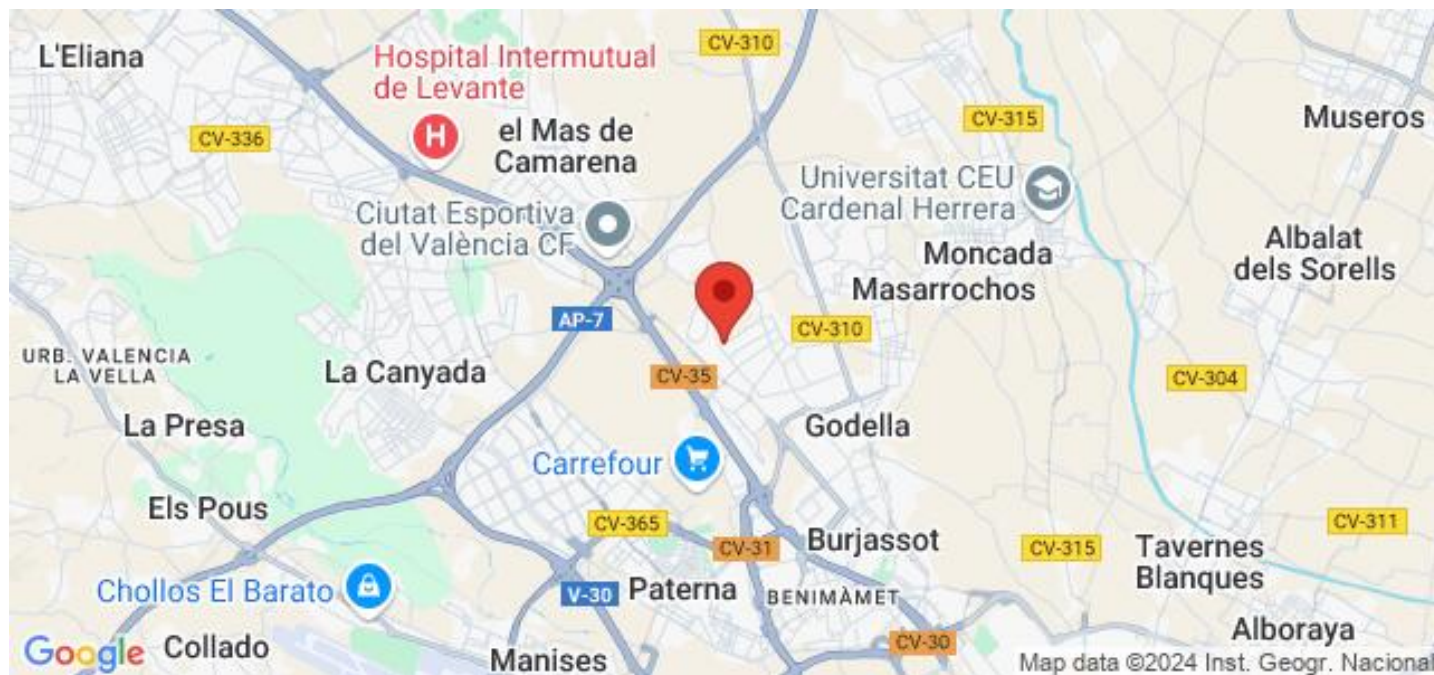 L'Eliana
Hospital Intermutual
de Levante
CV-310
CV-336
H
el Mas de
Camarena
CV-315
Museros
Universitat CEU
Cardenal Herrera
Ciutat Esportiva
del València CF
Moncada
Albalat
dels Sorells
Masarrochos
AP-7
CV-310
URB. VALENCIA
LA VELLA
La Canyada
CV-35
CV-304
La Presa
Godella
Carrefour
Els Pous
CV-365
CV-31
Burjassot
CV-315
CV-311
Tavernes
Blanques
Chollos El Barato
V-30
Paterna
BENIMÀMET
Google
Collado
Manises
CV-30
Alboraya
Map data ©2024 Inst. Geogr. Nacional